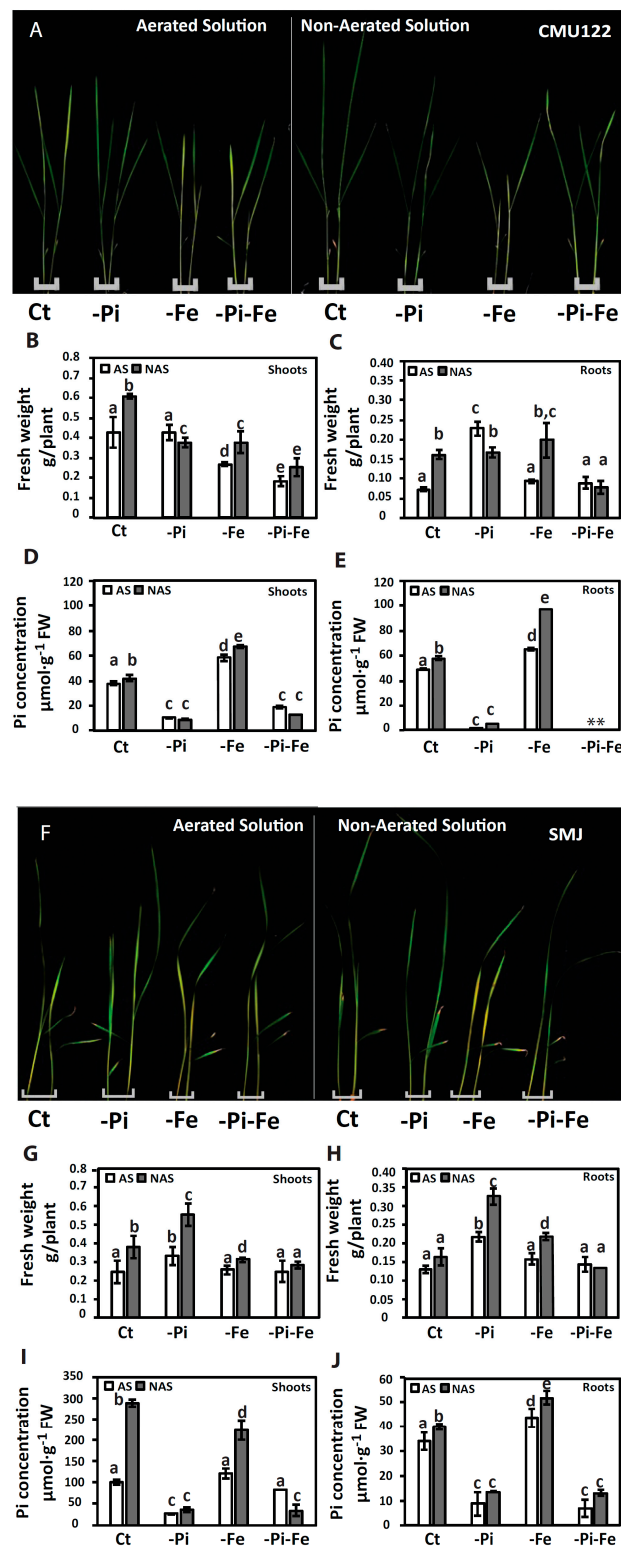 A Aerated Solution Non-Aerated Solution CMU122
Ct -Pi -Fe -Pi-Fe Ct -Pi -Fe -Pi-Fe
B
Fresh weight
g/plant
AS NAS Shoots
0.8
0.7
0.6
0.5
0.4
0.3
0.2
0.1
0
a b a c d c e e
Ct -Pi -Fe -Pi-Fe
C
Fresh weight
g/plant
AS NAS Roots
0.40
0.35
0.30
0.25
0.20
0.15
0.10
0.05
0
a b c b a b,c a a
Ct -Pi -Fe -Pi-Fe
D
Pi concentration
µmol·g⁻¹ FW
AS NAS Shoots
120
100
80
60
40
20
0
a b c c d e c c
Ct -Pi -Fe -Pi-Fe
E
Pi concentration
µmol·g⁻¹ FW
AS NAS Roots
120
100
80
60
40
20
0
a b c c d e **
Ct -Pi -Fe -Pi-Fe
F Aerated Solution Non-Aerated Solution SMJ
Ct -Pi -Fe -Pi-Fe Ct -Pi -Fe -Pi-Fe
G
Fresh weight
g/plant
AS NAS Shoots
0.8
0.7
0.6
0.5
0.4
0.3
0.2
0.1
0
a b b c a d a a
Ct -Pi -Fe -Pi-Fe
H
Fresh weight
g/plant
AS NAS Roots
0.40
0.35
0.30
0.25
0.20
0.15
0.10
0.05
0
a a b c a d a a
Ct -Pi -Fe -Pi-Fe
I
Pi concentration
µmol·g⁻¹ FW
AS NAS Shoots
350
300
250
200
150
100
50
0
a b c c a d a c
Ct -Pi -Fe -Pi-Fe
J
Pi concentration
µmol·g⁻¹ FW
AS NAS Roots
60
50
40
30
20
10
0
a b c c d e c c
Ct -Pi -Fe -Pi-Fe